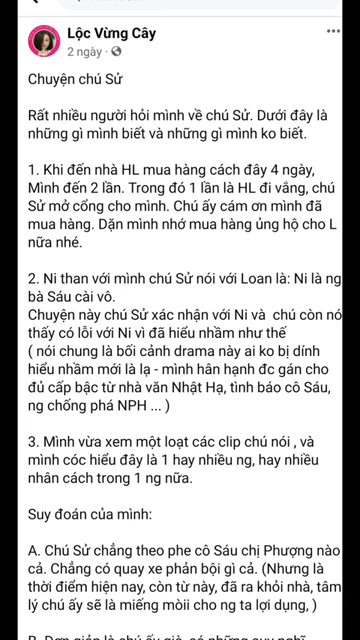 Lộc Vừng Cây
2 ngày ·
Chuyện chú Sử
Rất nhiều người hỏi mình về chú Sử. Dưới đây là
những gì mình biết và những gì mình ko biết.
1. Khi đến nhà HL mua hàng cách đây 4 ngày,
Mình đến 2 lần. Trong đó 1 lần là HL đi vắng, chú
Sử mở cổng cho mình. Chú ấy cám ơn mình đã
mua hàng. Dặn mình nhớ mua hàng ủng hộ cho L
nữa nhé.
2. Ni than với mình chú Sử nói với Loan là: Ni là ng
bà Sáu cài vô.
Chuyện này chú Sử xác nhận với Ni và chú còn nó
thấy có lỗi với Ni vì đã hiểu nhầm như thế
( nói chung là bối cảnh drama này ai ko bị dính
hiểu nhầm mới là lạ - mình hân hạnh đc gán cho
đủ cấp bậc từ nhà văn Nhật Hạ, tình báo cô Sáu,
ng chống phá NPH ... )
3. Mình vừa xem một loạt các clip chú nói , và
mình cóc hiểu đây là 1 hay nhiều ng, hay nhiều
nhân cách trong 1 ng nữa.
Suy đoán của mình:
A. Chú Sử chẳng theo phe cô Sáu chị Phượng nào
cả. Chẳng có quay xe phản bội gì cả. (Nhưng là
thời điểm hiện nay, còn từ này, đã ra khỏi nhà, tâm
lý chú ấy sẽ là miếng mòii cho ng ta lợi dụng, )